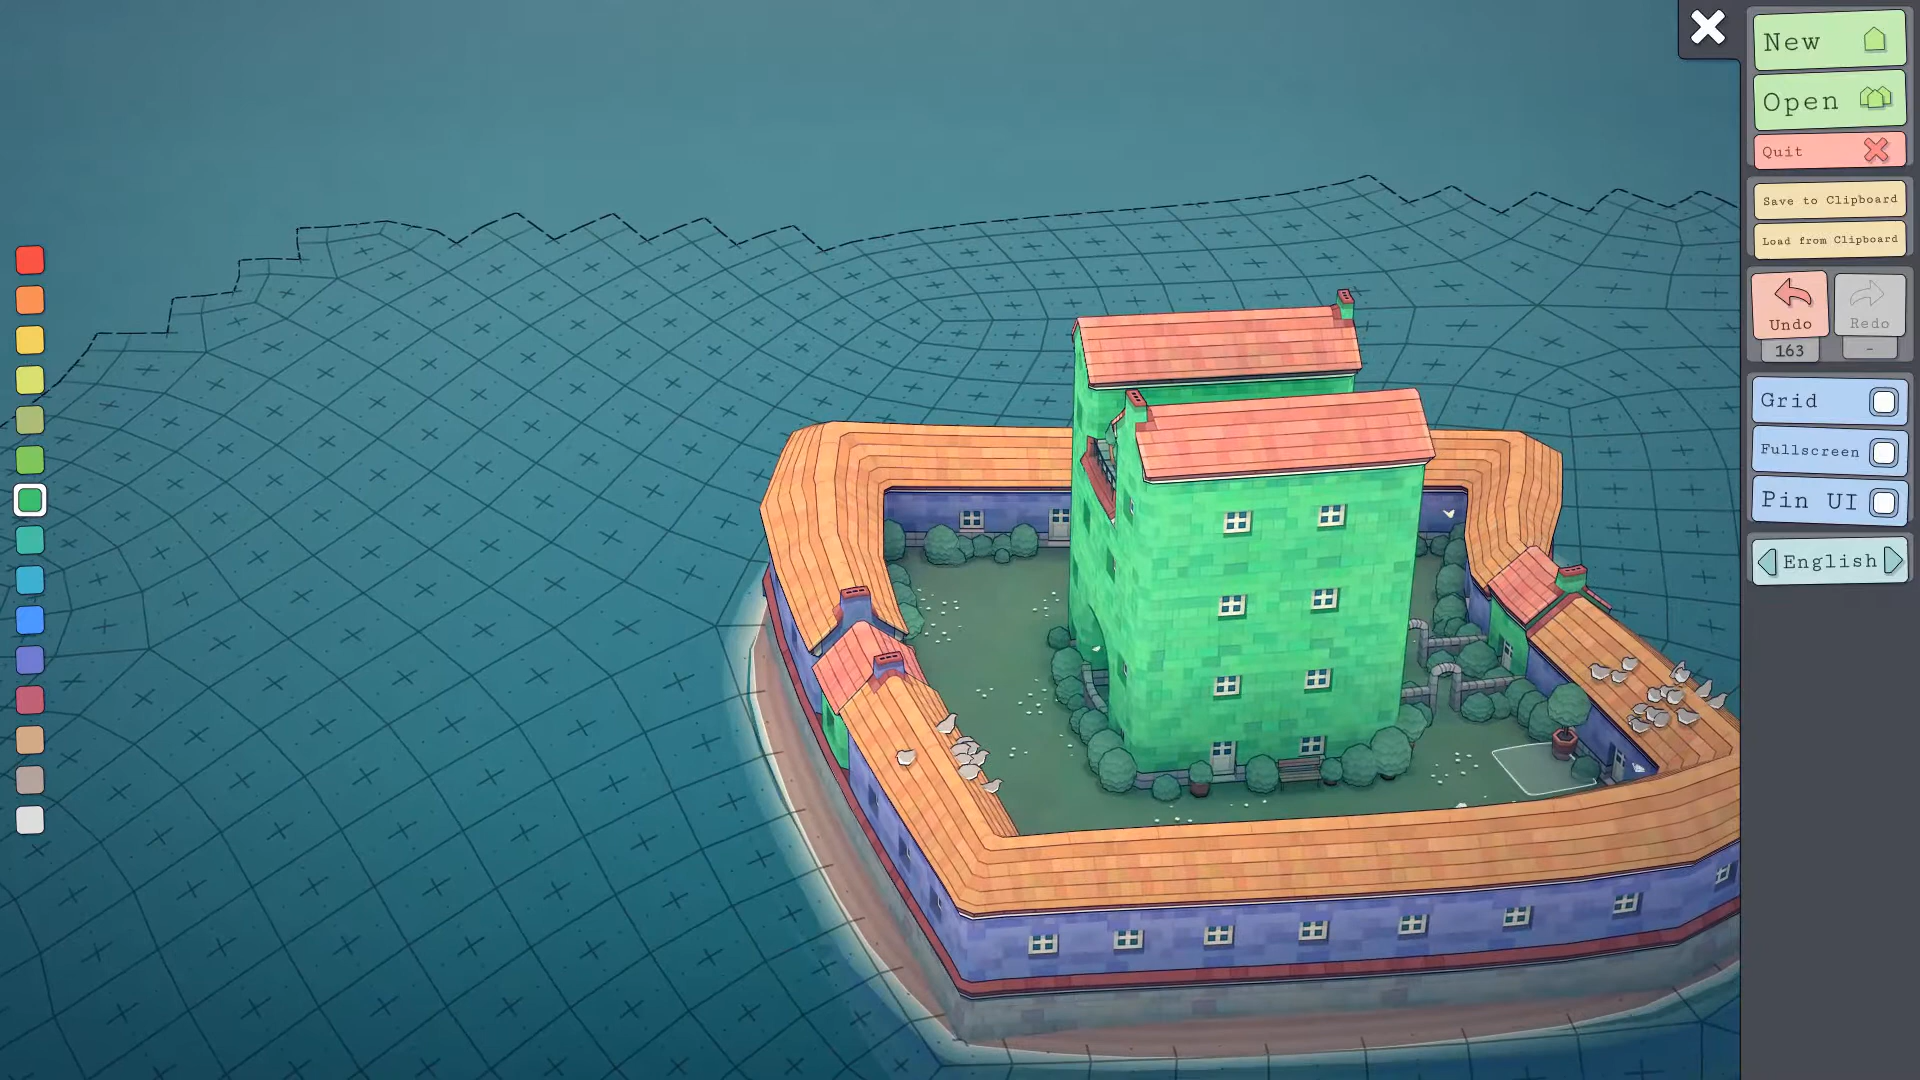 New
Open
Quit
Save to Clipboard
Load from Clipboard
Undo
Redo
163
-
Grid
Fullscreen
Pin UI
English